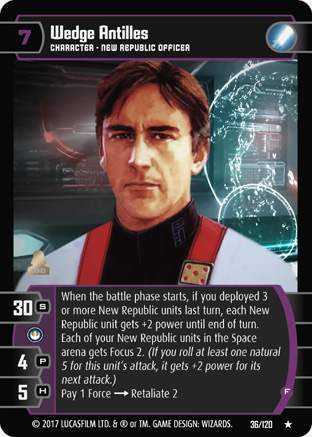 7
Wedge Antilles
CHARACTER - NEW REPUBLIC OFFICER
30 S
4 P
5 H
When the battle phase starts, if you deployed 3
or more New Republic units last turn, each New
Republic unit gets +2 power until end of turn.
Each of your New Republic units in the Space
arena gets Focus 2. (If you roll at least one natural
5 for this unit's attack, it gets +2 power for its
next attack.)
Pay 1 Force → Retaliate 2
F
© 2017 LUCASFILM LTD. & ® or TM. GAME DESIGN: WIZARDS.
36/120 ★